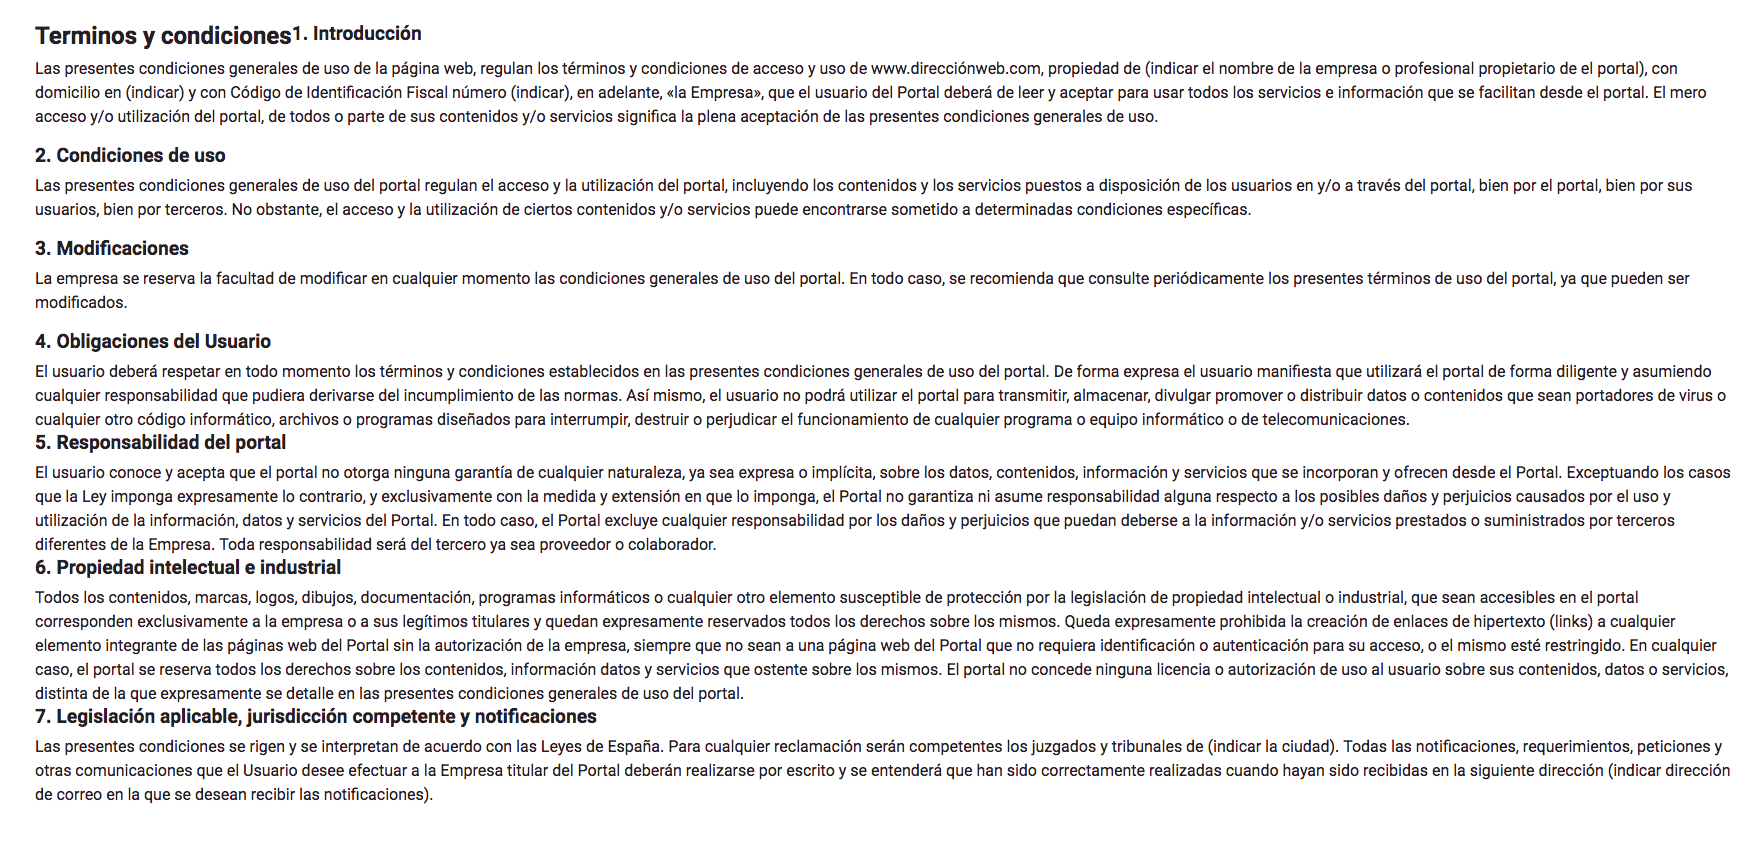 Terminos y condiciones1. Introducción
Las presentes condiciones generales de uso de la página web, regulan los términos y condiciones de acceso y uso de www.direcciónweb.com, propiedad de (indicar el nombre de la empresa o profesional propietario de el portal), con
domicilio en (indicar) y con Código de Identificación Fiscal número (indicar), en adelante, «la Empresa», que el usuario del Portal deberá de leer y aceptar para usar todos los servicios e información que se facilitan desde el portal. El mero
acceso y/o utilización del portal, de todos o parte de sus contenidos y/o servicios significa la plena aceptación de las presentes condiciones generales de uso.
2. Condiciones de uso
Las presentes condiciones generales de uso del portal regulan el acceso y la utilización del portal, incluyendo los contenidos y los servicios puestos a disposición de los usuarios en y/o a través del portal, bien por el portal, bien por sus
usuarios, bien por terceros. No obstante, el acceso y la utilización de ciertos contenidos y/o servicios puede encontrarse sometido a determinadas condiciones específicas.
3. Modificaciones
La empresa se reserva la facultad de modificar en cualquier momento las condiciones generales de uso del portal. En todo caso, se recomienda que consulte periódicamente los presentes términos de uso del portal, ya que pueden ser
modificados.
4. Obligaciones del Usuario
El usuario deberá respetar en todo momento los términos y condiciones establecidos en las presentes condiciones generales de uso del portal. De forma expresa el usuario manifiesta que utilizará el portal de forma diligente y asumiendo
cualquier responsabilidad que pudiera derivarse del incumplimiento de las normas. Así mismo, el usuario no podrá utilizar el portal para transmitir, almacenar, divulgar promover o distribuir datos o contenidos que sean portadores de virus o
cualquier otro código informático, archivos o programas diseñados para interrumpir, destruir o perjudicar el funcionamiento de cualquier programa o equipo informático o de telecomunicaciones.
5. Responsabilidad del portal
El usuario conoce y acepta que el portal no otorga ninguna garantía de cualquier naturaleza, ya sea expresa o implícita, sobre los datos, contenidos, información y servicios que se incorporan y ofrecen desde el Portal. Exceptuando los casos
que la Ley imponga expresamente lo contrario, y exclusivamente con la medida y extensión en que lo imponga, el Portal no garantiza ni asume responsabilidad alguna respecto a los posibles daños y perjuicios causados por el uso y
utilización de la información, datos y servicios del Portal. En todo caso, el Portal excluye cualquier responsabilidad por los daños y perjuicios que puedan deberse a la información y/o servicios prestados o suministrados por terceros
diferentes de la Empresa. Toda responsabilidad será del tercero ya sea proveedor o colaborador.
6. Propiedad intelectual e industrial
Todos los contenidos, marcas, logos, dibujos, documentación, programas informáticos o cualquier otro elemento susceptible de protección por la legislación de propiedad intelectual o industrial, que sean accesibles en el portal
corresponden exclusivamente a la empresa o a sus legítimos titulares y quedan expresamente reservados todos los derechos sobre los mismos. Queda expresamente prohibida la creación de enlaces de hipertexto (links) a cualquier
elemento integrante de las páginas web del Portal sin la autorización de la empresa, siempre que no sean a una página web del Portal que no requiera identificación o autenticación para su acceso, o el mismo esté restringido. En cualquier
caso, el portal se reserva todos los derechos sobre los contenidos, información datos y servicios que ostente sobre los mismos. El portal no concede ninguna licencia o autorización de uso al usuario sobre sus contenidos, datos o servicios,
distinta de la que expresamente se detalle en las presentes condiciones generales de uso del portal.
7. Legislación aplicable, jurisdicción competente y notificaciones
Las presentes condiciones se rigen y se interpretan de acuerdo con las Leyes de España. Para cualquier reclamación serán competentes los juzgados y tribunales de (indicar la ciudad). Todas las notificaciones, requerimientos, peticiones y
otras comunicaciones que el Usuario desee efectuar a la Empresa titular del Portal deberán realizarse por escrito y se entenderá que han sido correctamente realizadas cuando hayan sido recibidas en la siguiente dirección (indicar dirección
de correo en la que se desean recibir las notificaciones).